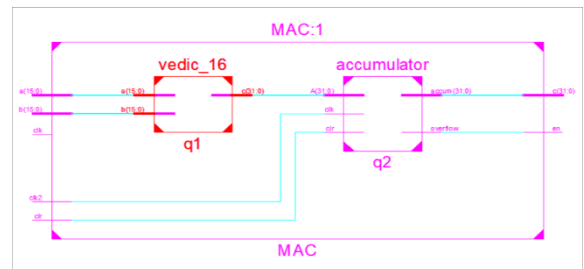 MAC:1
vedic_16 accumulator
a(15:0) a(15:0) c(31:0) A(31:0) accum(31:0) c(31:0)
b(15:0) b(15:0) clk
clk clr overflow en
q1
q2
clk2
clr
MAC